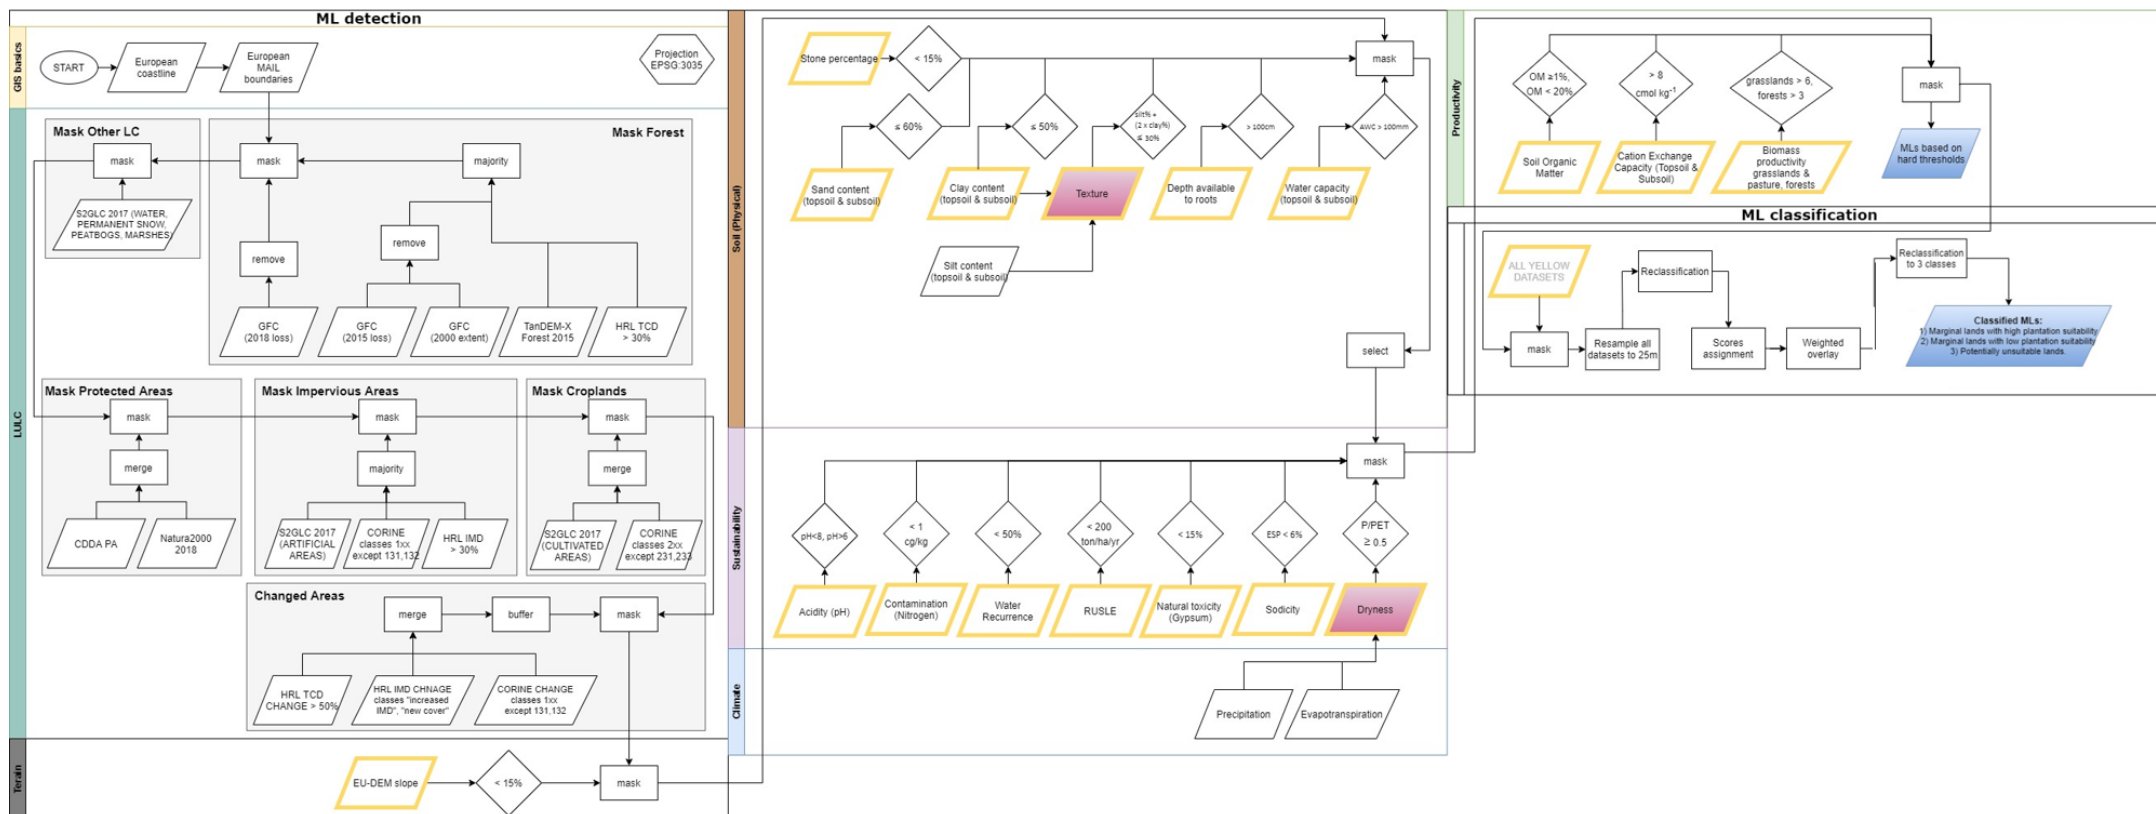 ML detection
GIS basics
START
European
coastline
European
MAIL
boundaries
Projection
EPSG:3035
LULC
Mask Other LC
mask
S2GLC 2017 (WATER,
PERMANENT SNOW,
PEATBOGS, MARSHES)
Mask Forest
mask
majority
remove
remove
GFC
(2018 loss)
GFC
(2015 loss)
GFC
(2000 extent)
TanDEM-X
Forest 2015
HRL TCD
> 30%
Mask Protected Areas
mask
merge
CDDA PA
Natura2000
2018
Mask Impervious Areas
mask
majority
S2GLC 2017
(ARTIFICIAL
AREAS)
CORINE
classes 1xx
except 131,132
HRL IMD
> 30%
Mask Croplands
mask
merge
S2GLC 2017
(CULTIVATED
AREAS)
CORINE
classes 2xx
except 231,233
Changed Areas
merge
buffer
mask
HRL TCD
CHANGE > 50%
HRL IMD CHNAGE
classes "increased
IMD", "new cover"
CORINE CHANGE
classes 1xx
except 131,132
Terain
EU-DEM slope
< 15%
mask
Soil (Physical)
Stone percentage
< 15%
mask
≤ 60%
≤ 50%
silt% +
(2 x clay%)
≤ 30%
> 100cm
AWC > 100mm
Sand content
(topsoil & subsoil)
Clay content
(topsoil & subsoil)
Texture
Depth available
to roots
Water capacity
(topsoil & subsoil)
Silt content
(topsoil & subsoil)
select
Sustainability
mask
pH<8, pH>6
< 1
cg/kg
< 50%
< 200
ton/ha/yr
< 15%
ESP < 6%
P/PET
≥ 0.5
Acidity (pH)
Contamination
(Nitrogen)
Water
Recurrence
RUSLE
Natural toxicity
(Gypsum)
Sodicity
Dryness
Climate
Precipitation
Evapotranspiration
Productivity
OM ≥1%,
OM < 20%
> 8
cmol kg⁻¹
grasslands > 6,
forests > 3
mask
Soil Organic
Matter
Cation Exchange
Capacity (Topsoil &
Subsoil)
Biomass
productivity
grasslands &
pasture, forests
MLs based on
hard thresholds
ML classification
ALL YELLOW
DATASETS
mask
Resample all
datasets to 25m
Reclassification
Scores
assignment
Weighted
overlay
Reclassification
to 3 classes
Classified MLs:
1) Marginal lands with high plantation suitability
2) Marginal lands with low plantation suitability
3) Potentially unsuitable lands.